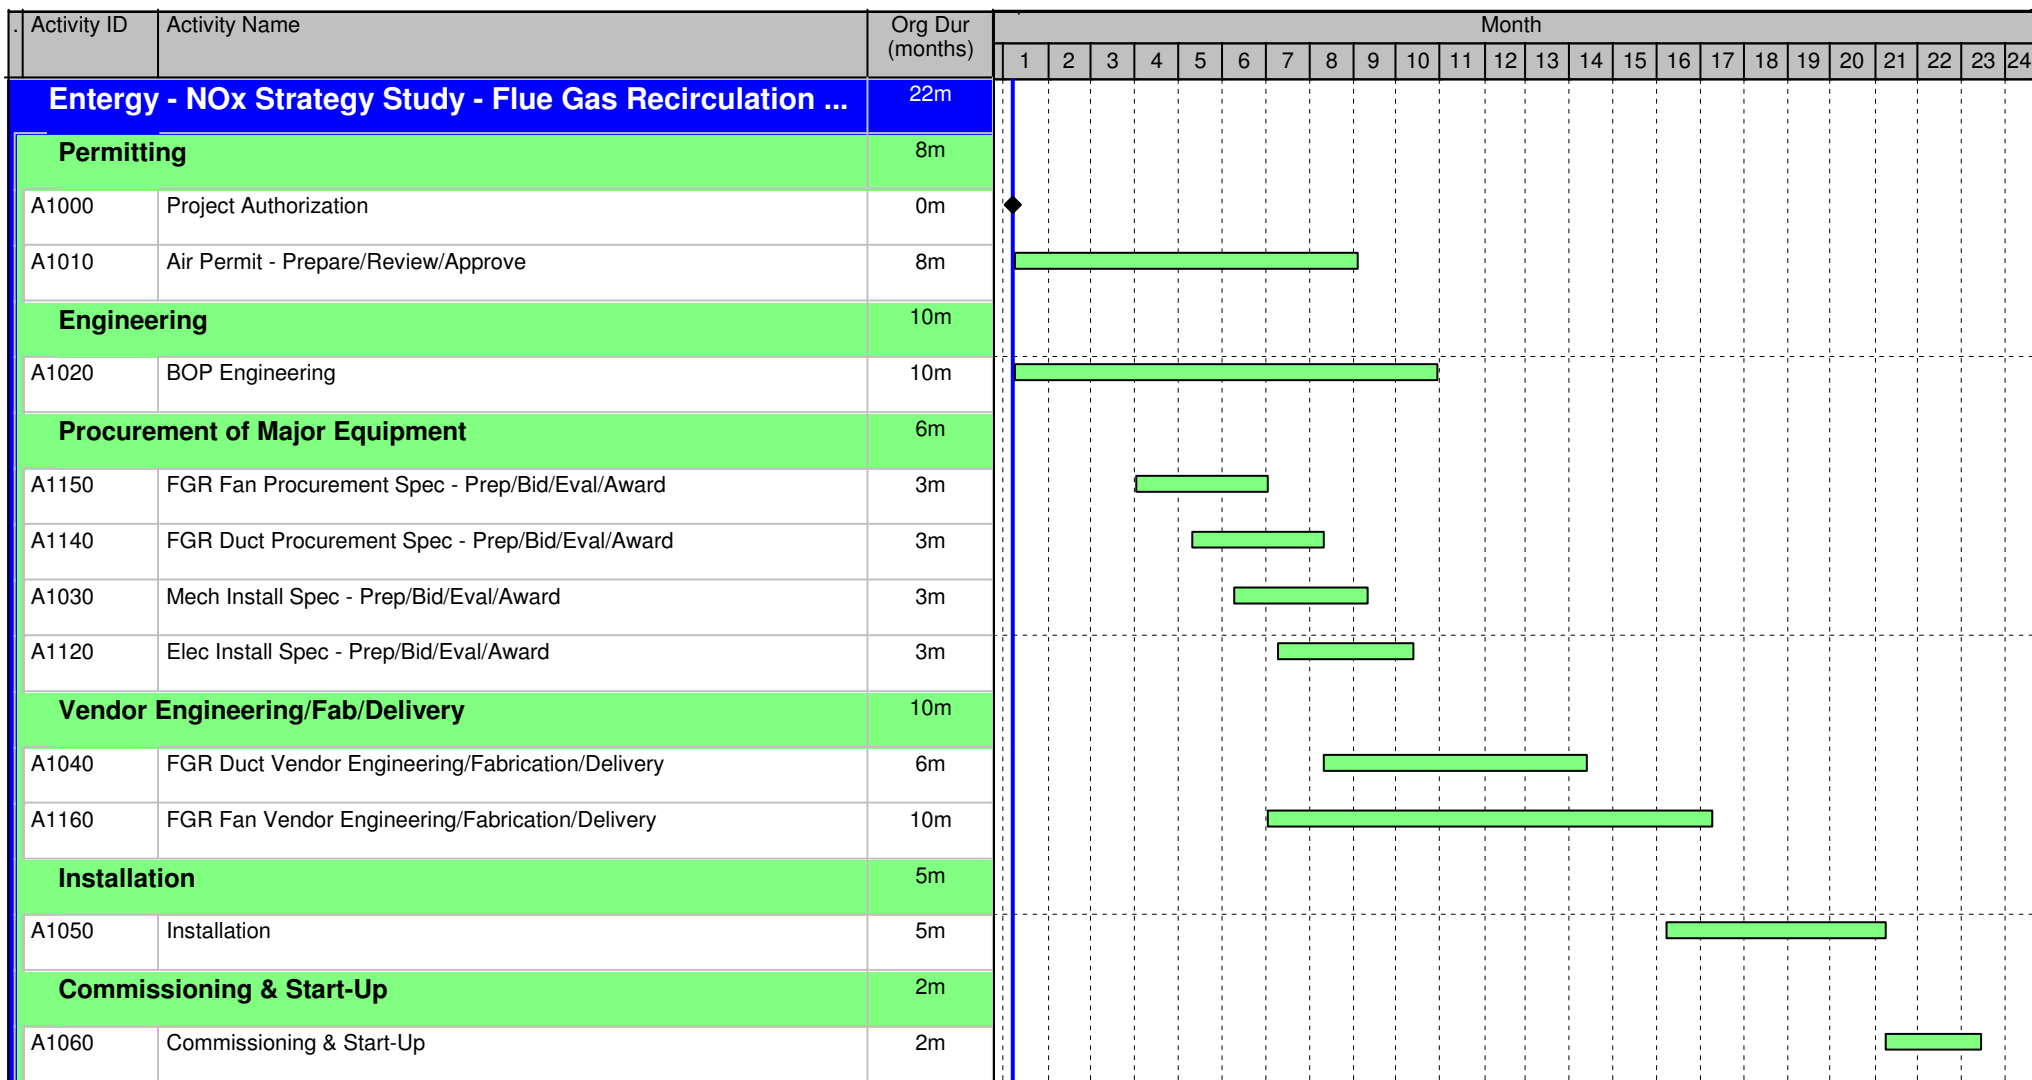 . Activity ID Activity Name Org Dur Month
(months) 1 2 3 4 5 6 7 8 9 10 11 12 13 14 15 16 17 18 19 20 21 22 23 24
Entergy - NOx Strategy Study - Flue Gas Recirculation ... 22m
Permitting 8m
A1000 Project Authorization 0m
A1010 Air Permit - Prepare/Review/Approve 8m
Engineering 10m
A1020 BOP Engineering 10m
Procurement of Major Equipment 6m
A1150 FGR Fan Procurement Spec - Prep/Bid/Eval/Award 3m
A1140 FGR Duct Procurement Spec - Prep/Bid/Eval/Award 3m
A1030 Mech Install Spec - Prep/Bid/Eval/Award 3m
A1120 Elec Install Spec - Prep/Bid/Eval/Award 3m
Vendor Engineering/Fab/Delivery 10m
A1040 FGR Duct Vendor Engineering/Fabrication/Delivery 6m
A1160 FGR Fan Vendor Engineering/Fabrication/Delivery 10m
Installation 5m
A1050 Installation 5m
Commissioning & Start-Up 2m
A1060 Commissioning & Start-Up 2m